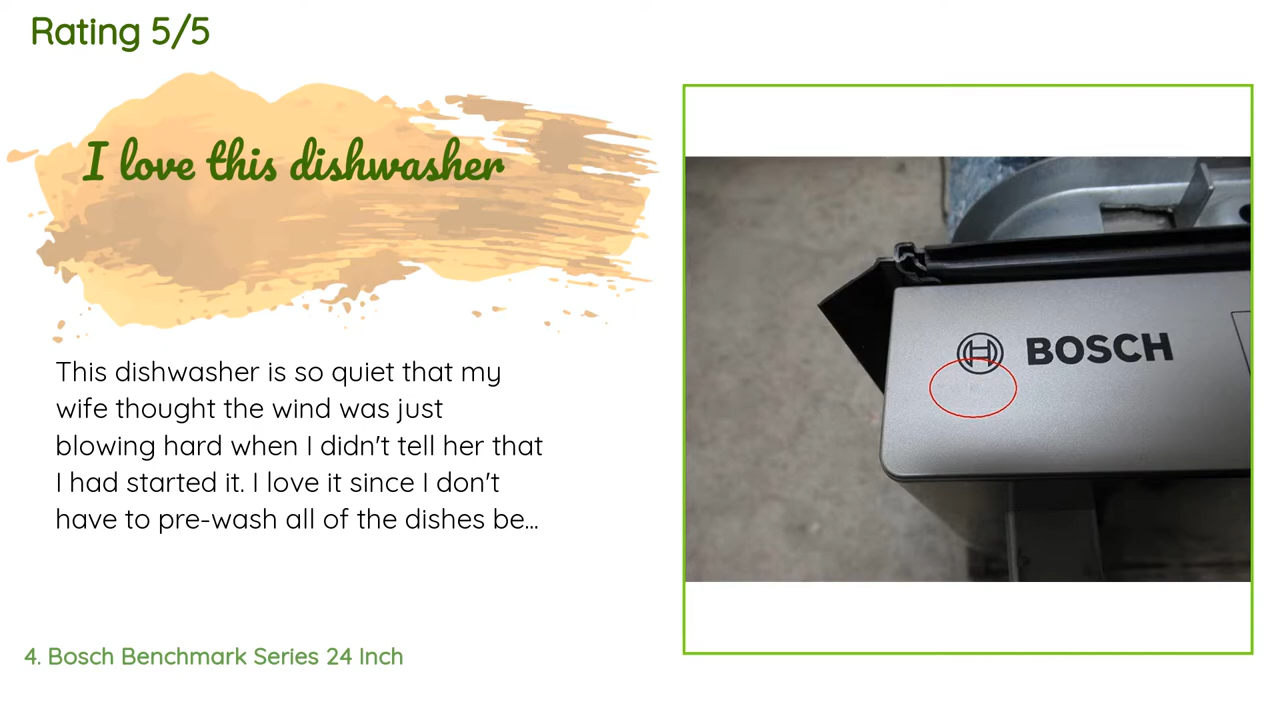 Rating 5/5
I love this dishwasher
This dishwasher is so quiet that my
wife thought the wind was just
blowing hard when I didn't tell her that
I had started it. I love it since I don't
have to pre-wash all of the dishes be...
BOSCH
4. Bosch Benchmark Series 24 Inch